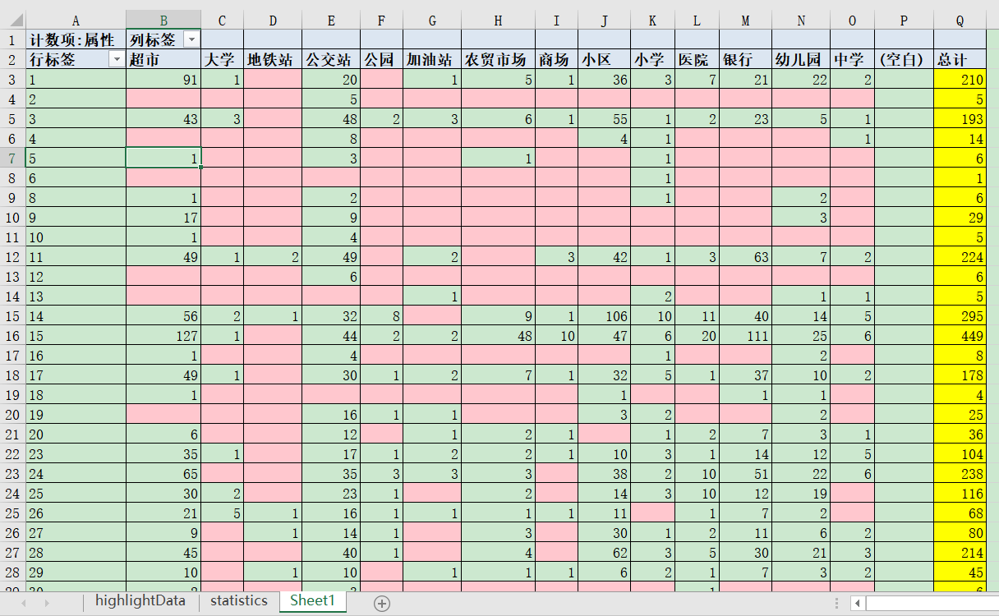 A B C D E F G H I J K L M N O P Q
1 计数项:属性 列标签
2 行标签 超市 大学 地铁站 公交站 公园 加油站 农贸市场 商场 小区 小学 医院 银行 幼儿园 中学 (空白) 总计
3 1 91 1 20 1 5 1 36 3 7 21 22 2 210
4 2 5 5
5 3 43 3 48 2 3 6 1 55 1 2 23 5 1 193
6 4 8 4 1 1 14
7 5 1 3 1 1 6
8 6 1 1
9 8 1 2 1 2 6
10 9 17 9 3 29
11 10 1 4 5
12 11 49 1 2 49 2 3 42 1 3 63 7 2 224
13 12 6 6
14 13 1 2 1 1 5
15 14 56 2 1 32 8 9 1 106 10 11 40 14 5 295
16 15 127 1 44 2 2 48 10 47 6 20 111 25 6 449
17 16 1 4 1 2 8
18 17 49 1 30 1 2 7 1 32 5 1 37 10 2 178
19 18 1 1 1 1 4
20 19 16 1 1 3 2 2 25
21 20 6 12 1 2 1 1 2 7 3 1 36
22 23 35 1 17 1 2 2 1 10 3 1 14 12 5 104
23 24 65 35 3 3 3 38 2 10 51 22 6 238
24 25 30 2 23 1 2 14 3 10 12 19 116
25 26 21 5 1 16 1 1 1 1 11 1 7 2 68
26 27 9 1 14 1 3 30 1 2 11 6 2 80
27 28 45 40 1 4 62 3 5 30 21 3 214
28 29 10 1 10 1 1 1 6 2 1 7 3 2 45
highlightData statistics Sheet1